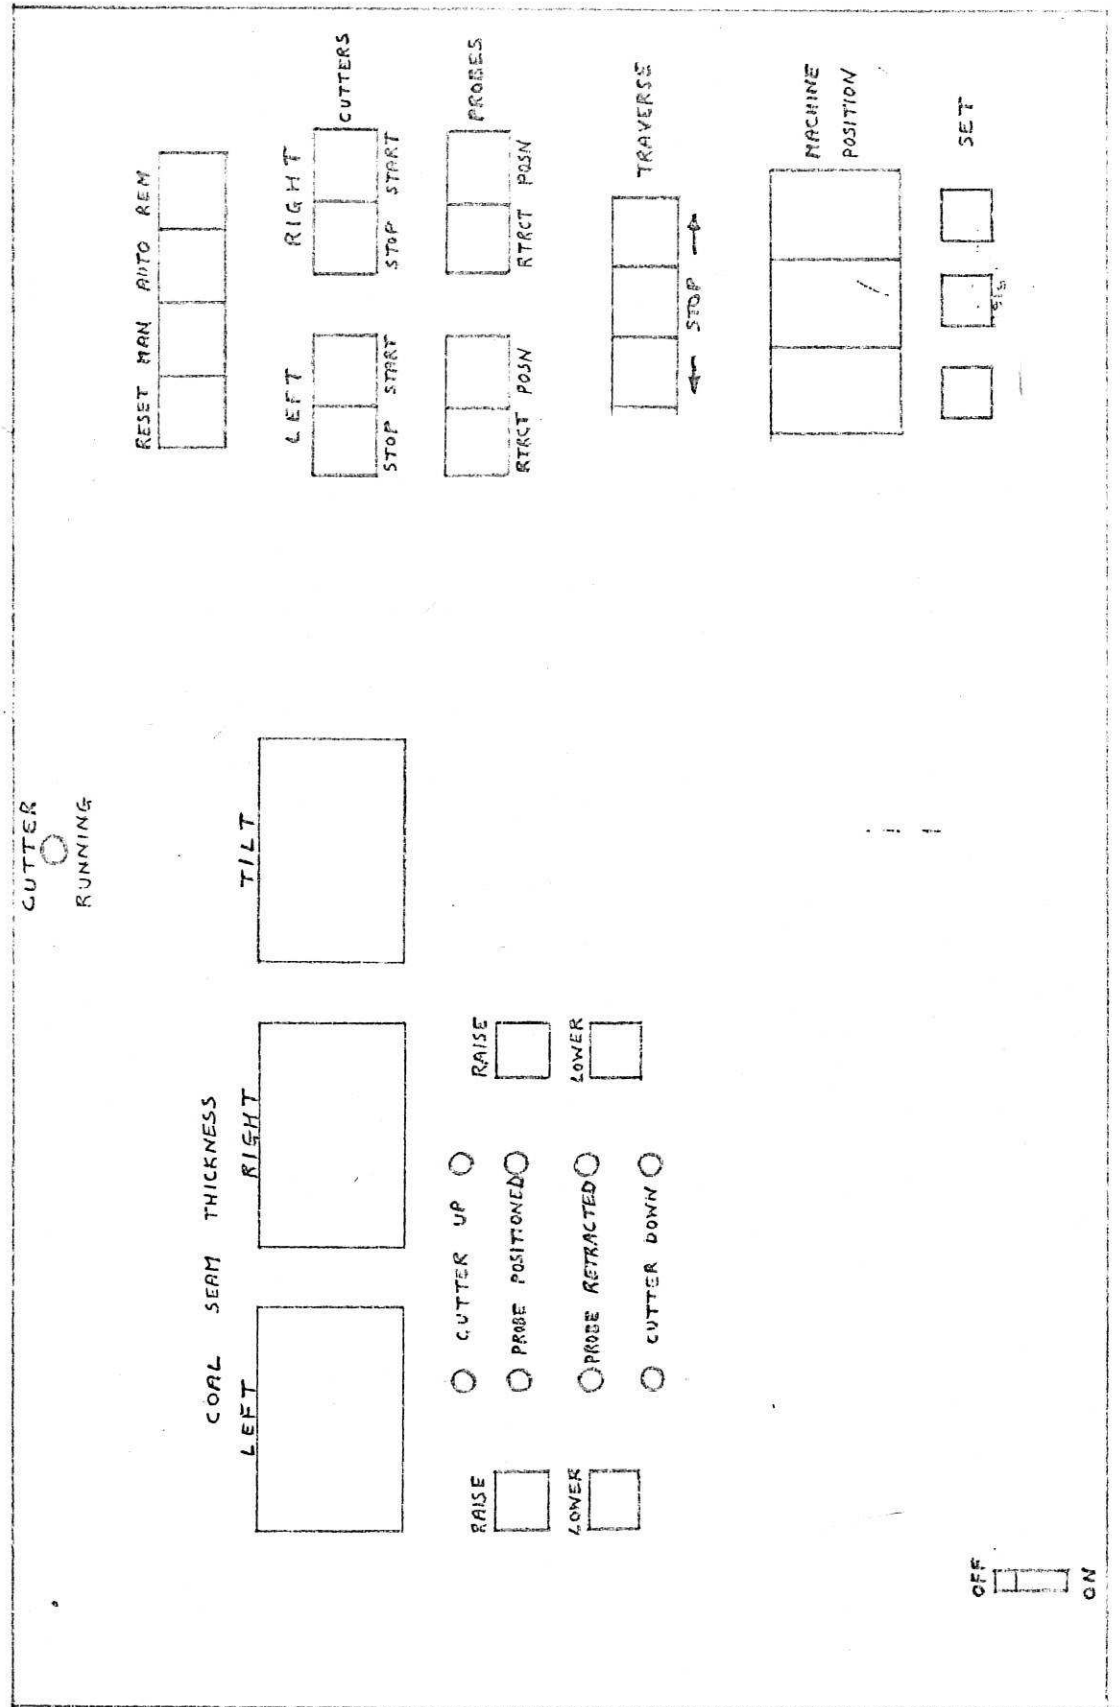 CUTTER
RUNNING
RESET MAN AUTO REM
COAL SEAM THICKNESS
LEFT RIGHT TILT
LEFT RIGHT
STOP START STOP START CUTTERS
RAISE CUTTER UP RAISE
PROBE POSITIONED
RTRCT POSN RTRCT POSN PROBES
LOWER PROBE RETRACTED LOWER
CUTTER DOWN
TRAVERSE
← STOP →
MACHINE
POSITION
SET
OFF
ON